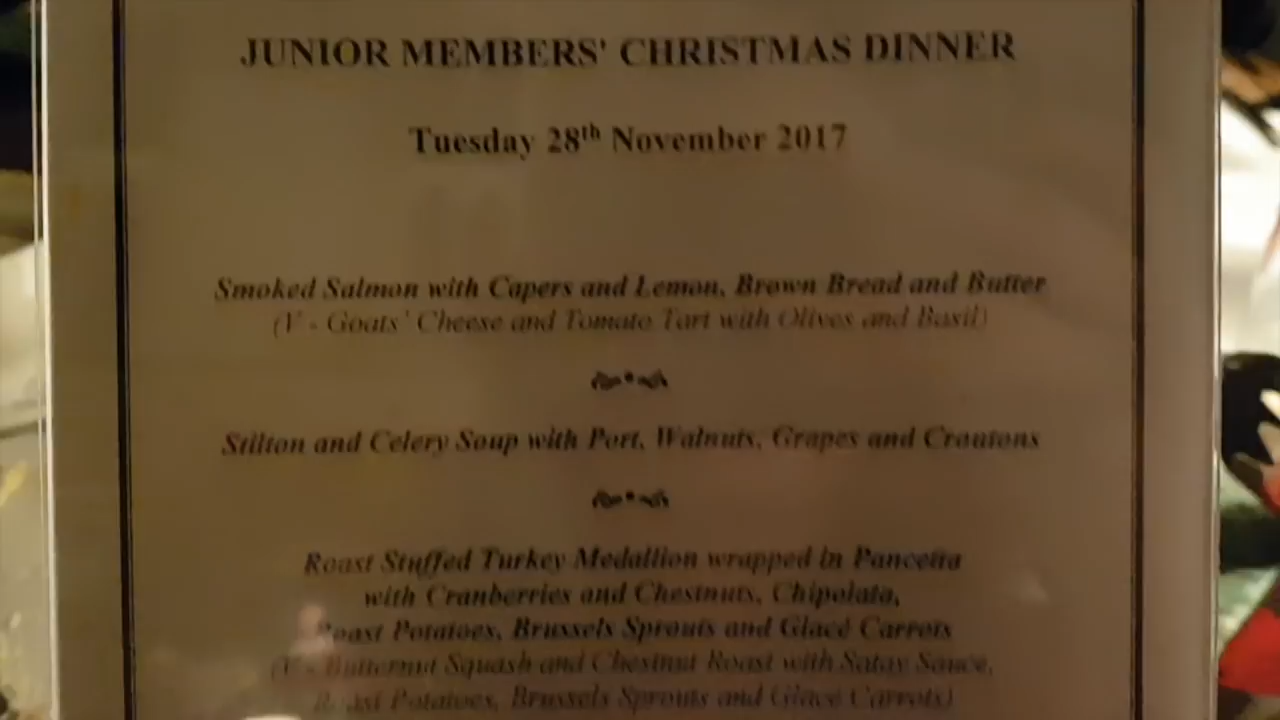 JUNIOR MEMBERS' CHRISTMAS DINNER
Tuesday 28th November 2017
Smoked Salmon with Capers and Lemon, Brown Bread and Butter
(V - Goats' Cheese and Tomato Tart with Olives and Basil)
Stilton and Celery Soup with Port, Walnuts, Grapes and Croutons
Roast Stuffed Turkey Medallion wrapped in Pancetta
with Cranberries and Chestnuts, Chipolata,
Roast Potatoes, Brussels Sprouts and Glacé Carrots
(V - Butternut Squash and Chestnut Roast with Satay Sauce,
Roast Potatoes, Brussels Sprouts and Glacé Carrots)